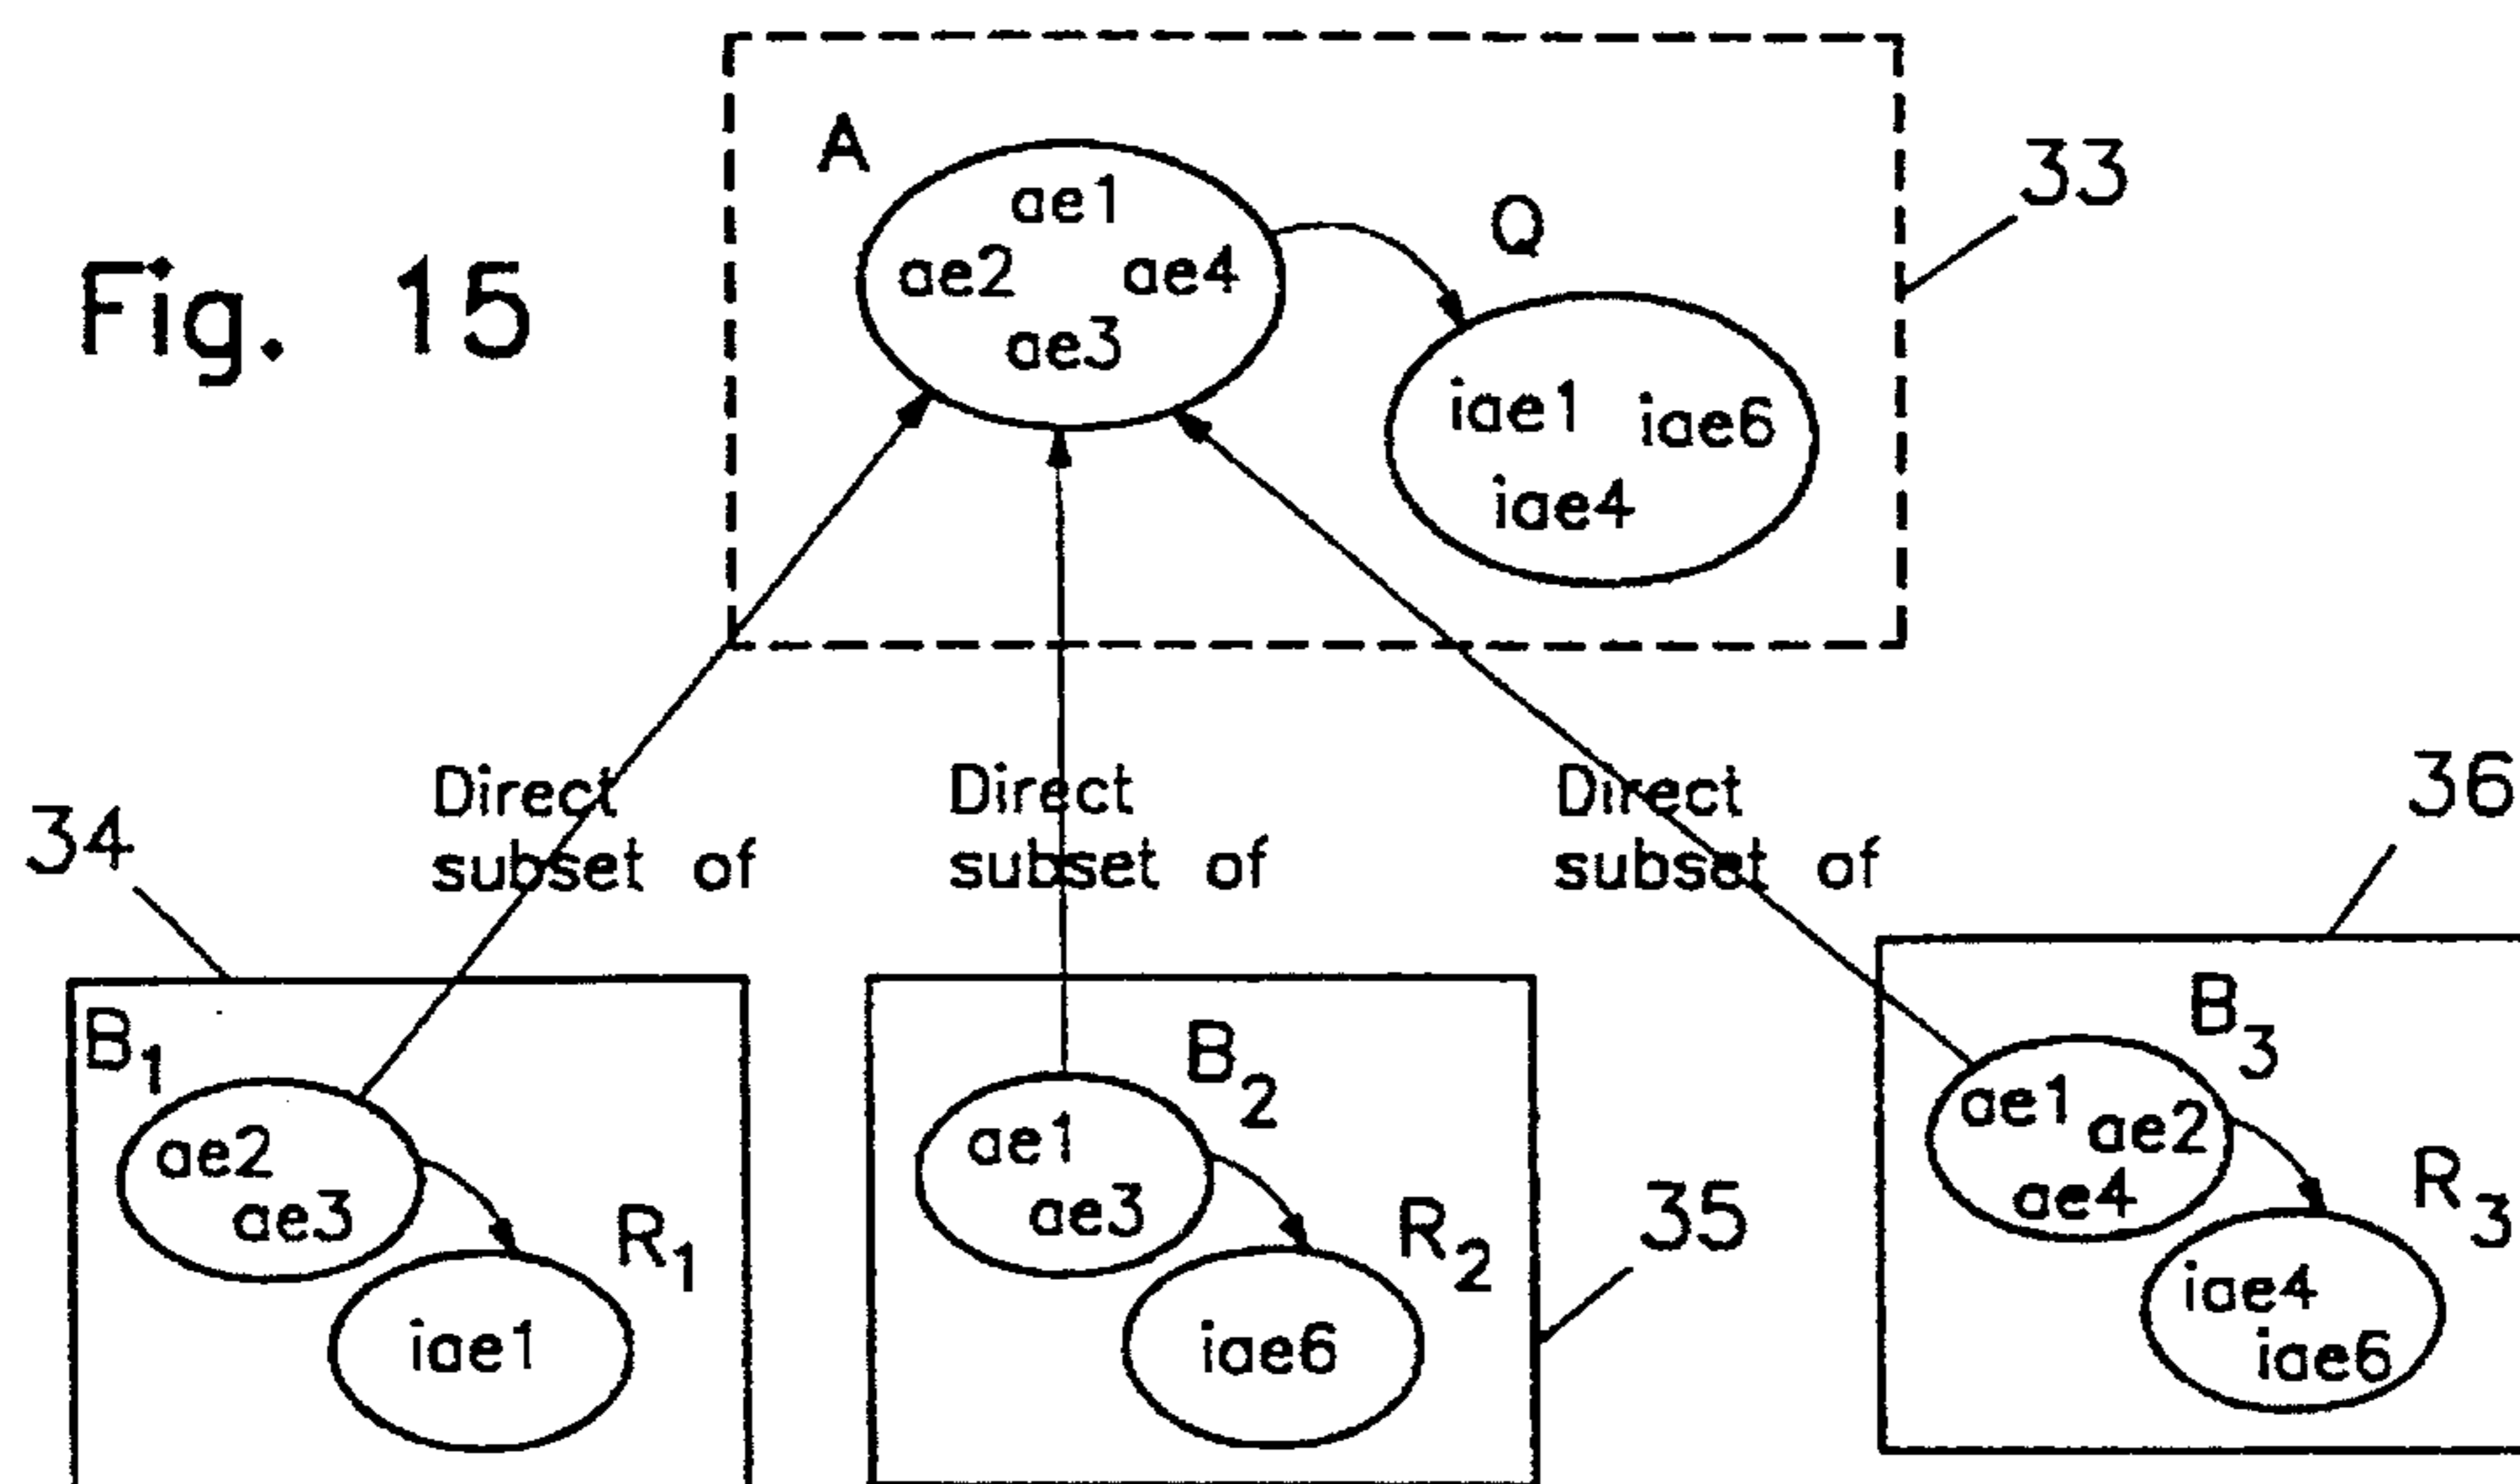 Fig. 15
A
ae1
ae2 ae4
ae3
Q
iae1 iae6
iae4
33
Direct
subset of
Direct
subset of
Direct
subset of
34
36
B1
ae2
ae3
R1
iae1
B2
ae1
ae3
R2
iae6
35
B3
ae1 ae2
ae4
R3
iae4
iae6